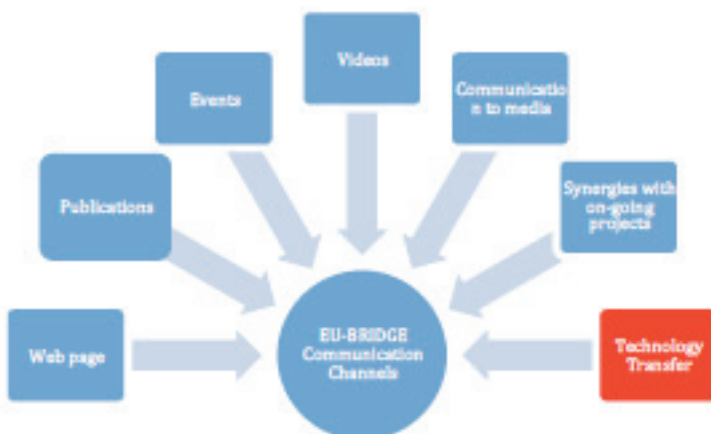 Videos
Events
Communicatio
n to media
Publications
Synergies with
on-going
projects
EU-BRIDGE
Communication
Channels
Web page
Technology
Transfer